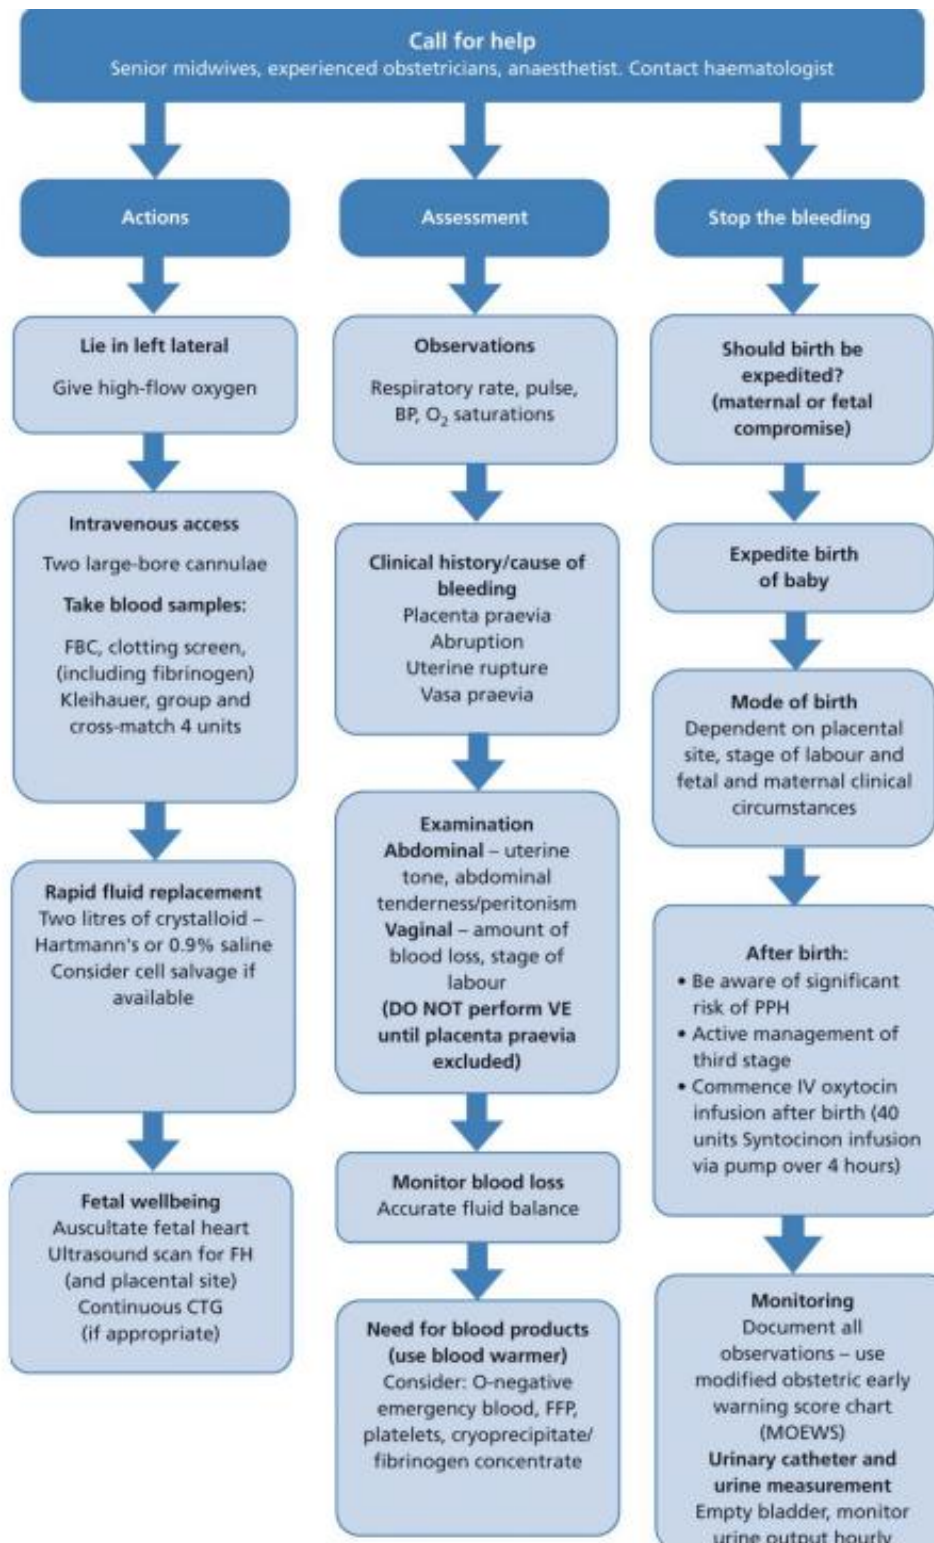 Call for help
Senior midwives, experienced obstetricians, anaesthetist. Contact haematologist
Actions
Lie in left lateral
Give high-flow oxygen
Intravenous access
Two large-bore cannulae
Take blood samples:
FBC, clotting screen,
(including fibrinogen)
Kleihauer, group and
cross-match 4 units
Rapid fluid replacement
Two litres of crystalloid –
Hartmann's or 0.9% saline
Consider cell salvage if
available
Fetal wellbeing
Auscultate fetal heart
Ultrasound scan for FH
(and placental site)
Continuous CTG
(if appropriate)
Assessment
Observations
Respiratory rate, pulse,
BP, O₂ saturations
Clinical history/cause of
bleeding
Placenta praevia
Abruption
Uterine rupture
Vasa praevia
Examination
Abdominal – uterine
tone, abdominal
tenderness/peritonism
Vaginal – amount of
blood loss, stage of
labour
(DO NOT perform VE
until placenta praevia
excluded)
Monitor blood loss
Accurate fluid balance
Need for blood products
(use blood warmer)
Consider: O-negative
emergency blood, FFP,
platelets, cryoprecipitate/
fibrinogen concentrate
Stop the bleeding
Should birth be
expedited?
(maternal or fetal
compromise)
Expedite birth
of baby
Mode of birth
Dependent on placental
site, stage of labour and
fetal and maternal clinical
circumstances
After birth:
• Be aware of significant
risk of PPH
• Active management of
third stage
• Commence IV oxytocin
infusion after birth (40
units Syntocinon infusion
via pump over 4 hours)
Monitoring
Document all
observations – use
modified obstetric early
warning score chart
(MOEWS)
Urinary catheter and
urine measurement
Empty bladder, monitor
urine output hourly